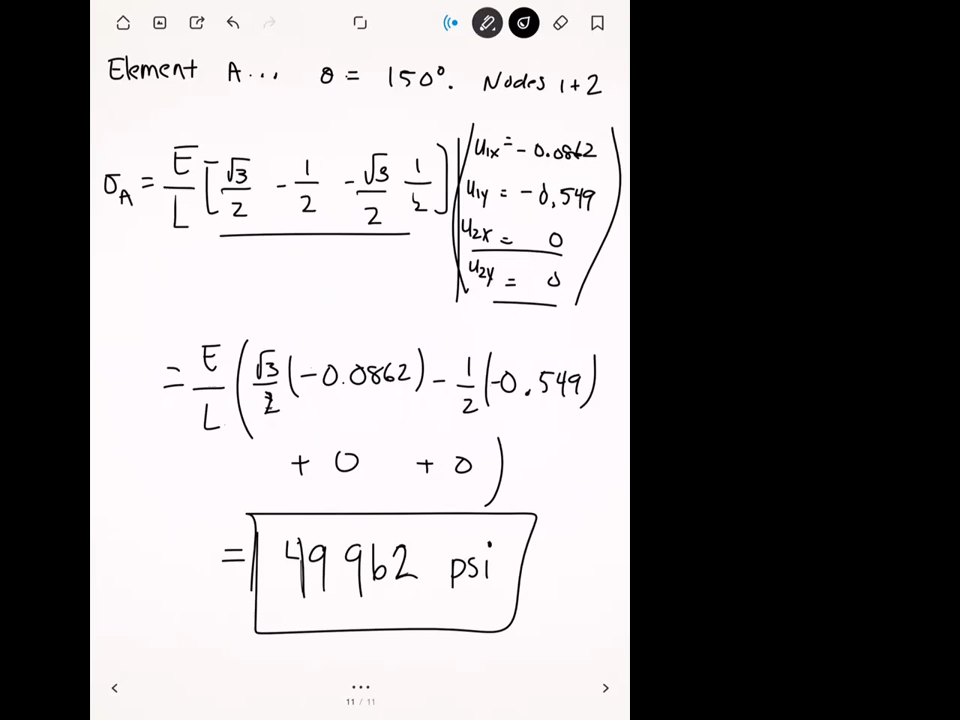 Element A... θ = 150°. Nodes 1+2
σA = E/L [√3/2 -1/2 -√3/2 1/2] { u1x = -0.0862
u1y = -0.549
u2x = 0
u2y = 0 }
= E/L ( √3/2 (-0.0862) - 1/2 (-0.549)
+ 0 + 0 )
= 49962 psi
11 / 11